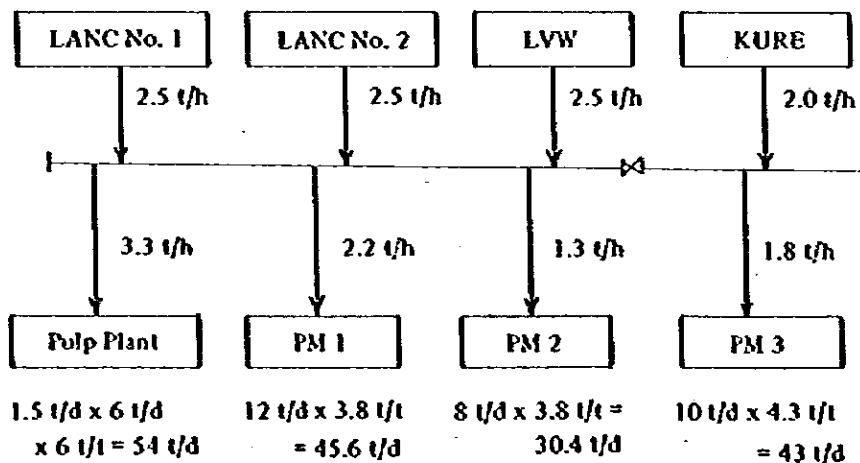 LANC No. 1 LANC No. 2 LVW KURE
2.5 t/h 2.5 t/h 2.5 t/h 2.0 t/h
3.3 t/h 2.2 t/h 1.3 t/h 1.8 t/h
Pulp Plant PM 1 PM 2 PM 3
1.5 t/d x 6 t/d 12 t/d x 3.8 t/t 8 t/d x 3.8 t/t = 10 t/d x 4.3 t/t
x 6 t/t = 54 t/d = 45.6 t/d 30.4 t/d = 43 t/d